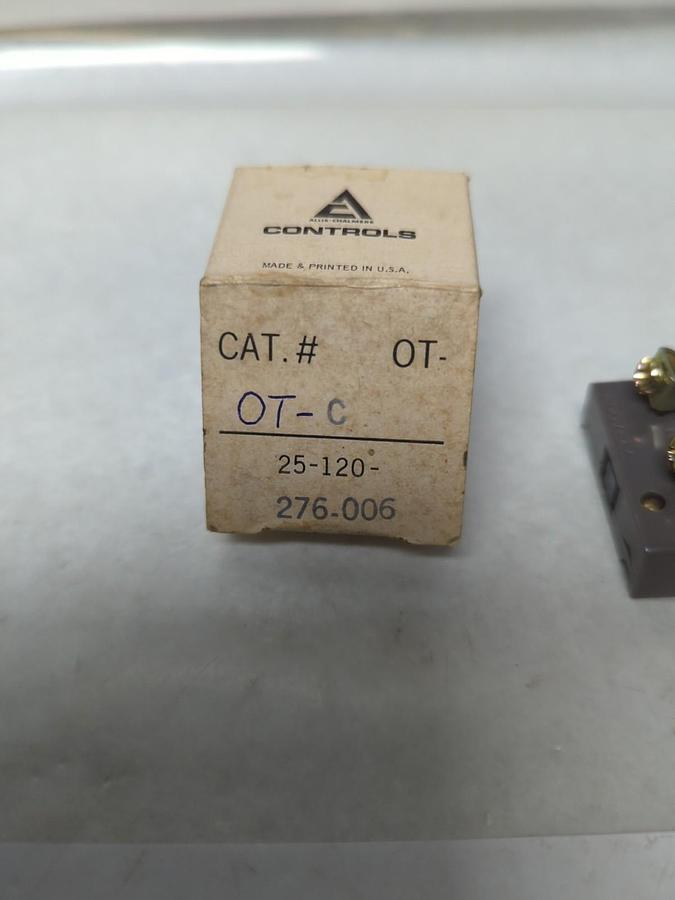 ALLIS-CHALMERS
CONTROLS
MADE & PRINTED IN U.S.A.
CAT.# OT-
OT-C
25-120-
276-006